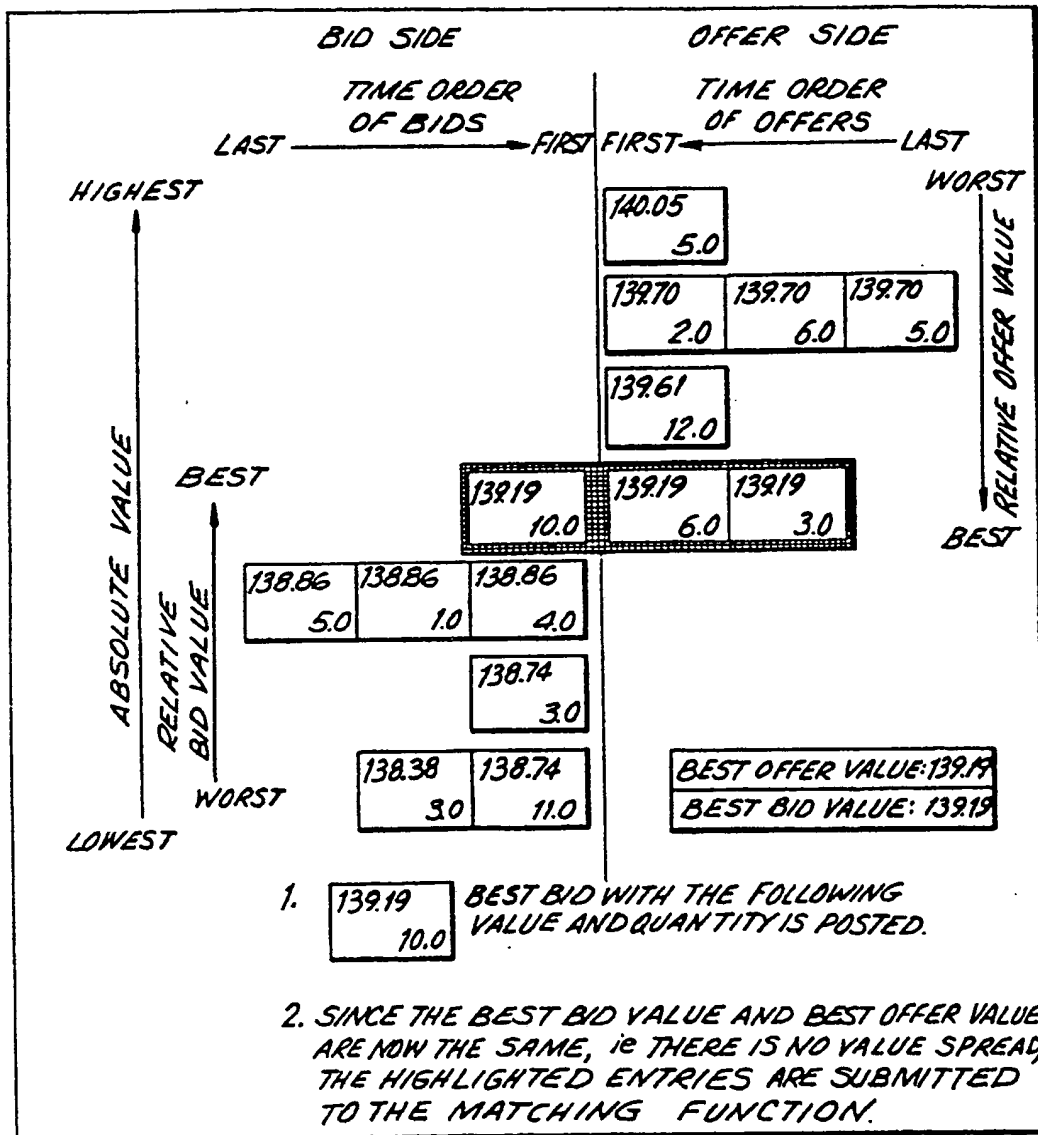 BID SIDE OFFER SIDE
TIME ORDER TIME ORDER
OF BIDS OF OFFERS
LAST FIRST FIRST LAST
HIGHEST WORST
140.05
5.0
139.70 139.70 139.70
2.0 6.0 5.0
RELATIVE OFFER VALUE
139.61
12.0
BEST
139.19 139.19 139.19
10.0 6.0 3.0
BEST
ABSOLUTE VALUE
RELATIVE
BID VALUE
138.86 138.86 138.86
5.0 1.0 4.0
138.74
3.0
138.38 138.74
3.0 11.0
WORST
BEST OFFER VALUE: 139.19
BEST BID VALUE: 139.19
LOWEST
1. 139.19 BEST BID WITH THE FOLLOWING
10.0 VALUE AND QUANTITY IS POSTED.
2. SINCE THE BEST BID VALUE AND BEST OFFER VALUE
ARE NOW THE SAME, ie THERE IS NO VALUE SPREAD,
THE HIGHLIGHTED ENTRIES ARE SUBMITTED
TO THE MATCHING FUNCTION.